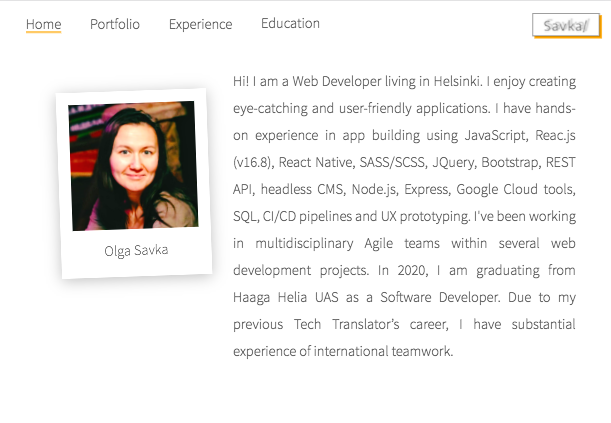 Home Portfolio Experience Education
Savka/
Hi! I am a Web Developer living in Helsinki. I enjoy creating
eye-catching and user-friendly applications. I have hands-
on experience in app building using JavaScript, Reac.js
(v16.8), React Native, SASS/SCSS, JQuery, Bootstrap, REST
API, headless CMS, Node.js, Express, Google Cloud tools,
SQL, CI/CD pipelines and UX prototyping. I've been working
in multidisciplinary Agile teams within several web
development projects. In 2020, I am graduating from
Haaga Helia UAS as a Software Developer. Due to my
previous Tech Translator’s career, I have substantial
experience of international teamwork.
Olga Savka